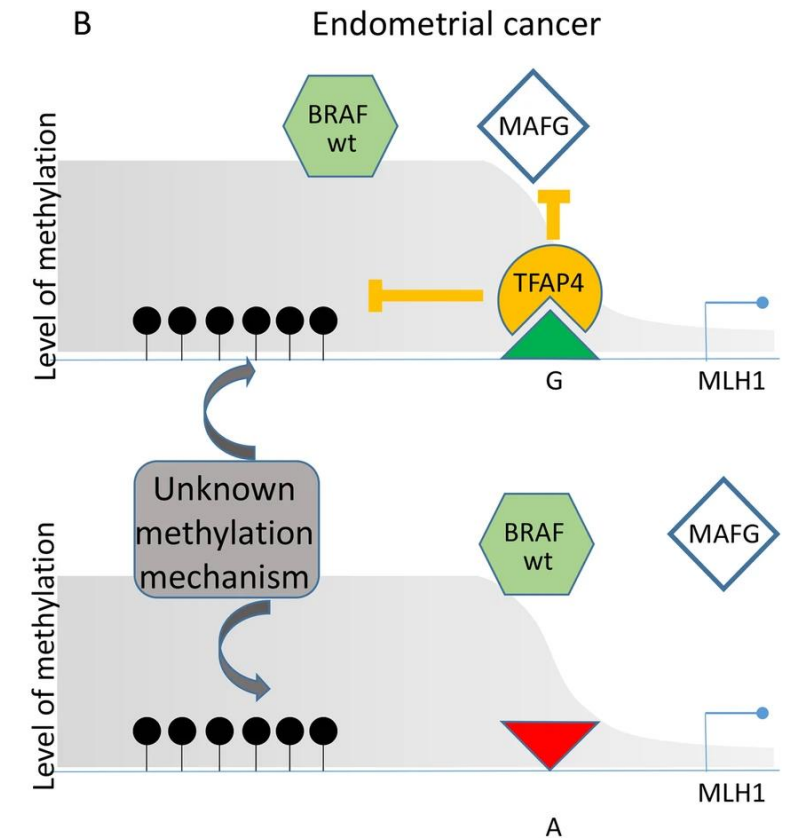 B
Endometrial cancer
BRAF
wt
MAFG
Level of methylation
TFAP4
G
MLH1
Unknown
methylation
mechanism
BRAF
wt
MAFG
Level of methylation
MLH1
A